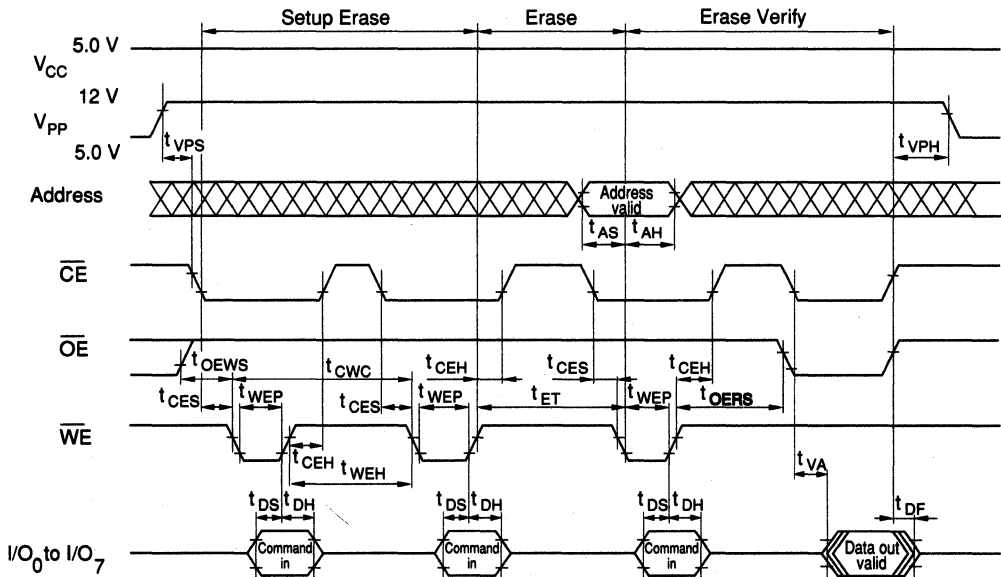 Setup Erase Erase Erase Verify
5.0 V
VCC
12 V
VPP
5.0 V
tVPS
tVPH
Address
Address valid
tAS tAH
CE
OE
tOEWS
tCWC
tCEH
tCES
tCEH
tCES
tWEP
tCES
tWEP
tET
tWEP
tOERS
WE
tCEH
tWEH
tVA
tDS tDH
tDS tDH
tDS tDH
tDF
I/O0 to I/O7
Command in
Command in
Command in
Data out valid